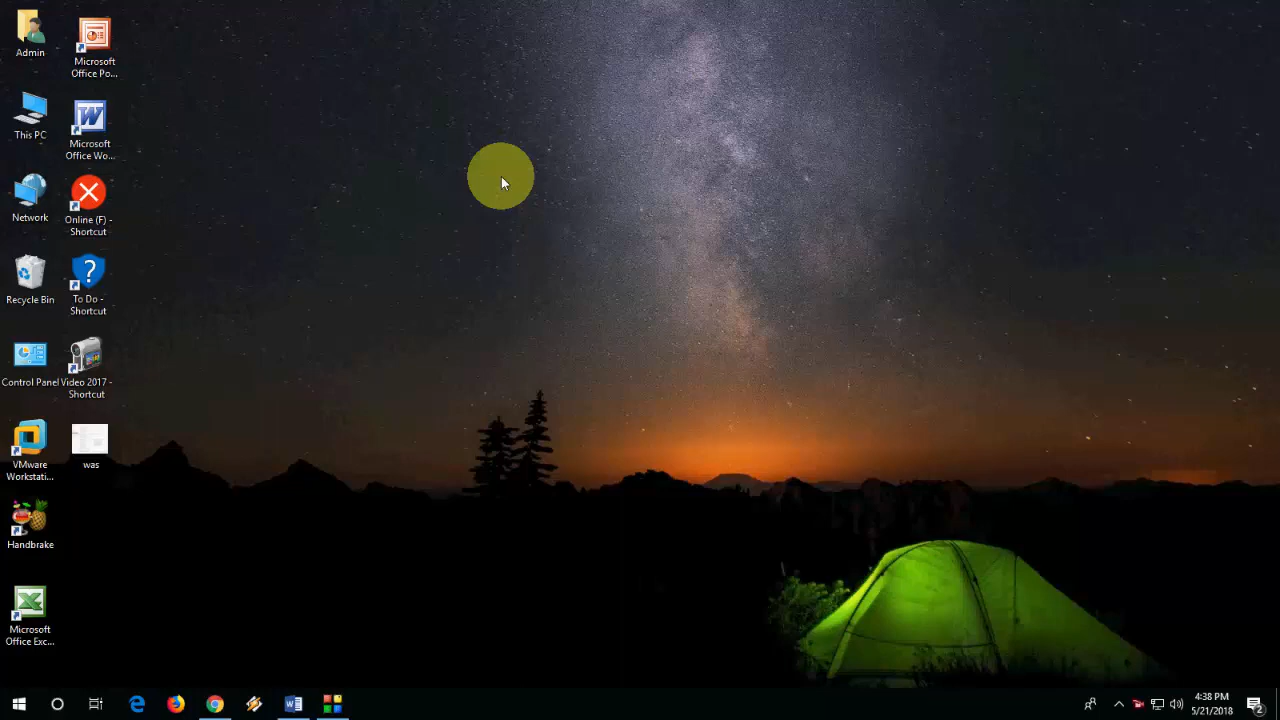 Admin
Microsoft
Office Po...
This PC
Microsoft
Office Wo...
Network
Online (F) -
Shortcut
Recycle Bin
To Do -
Shortcut
Control Panel
Video 2017 -
Shortcut
VMware
Workstati...
was
Handbrake
Microsoft
Office Exc...
4:38 PM
5/21/2018
2